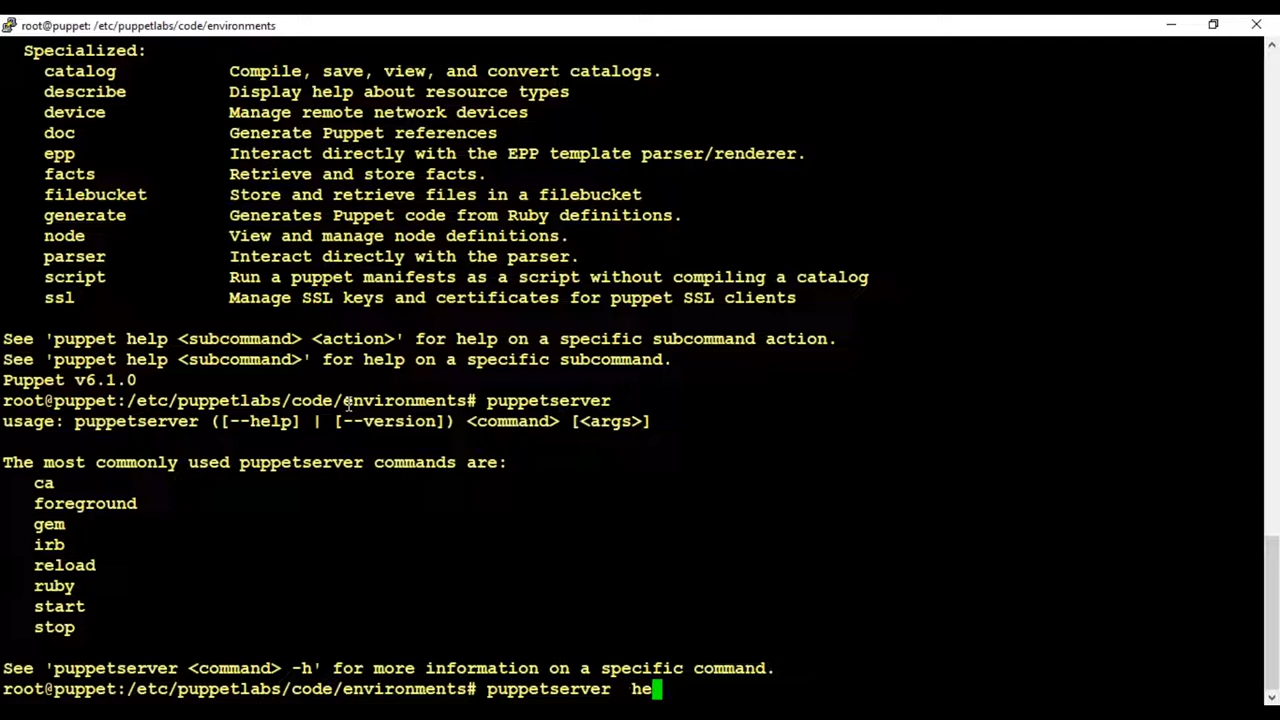 root@puppet: /etc/puppetlabs/code/environments
Specialized:
catalog Compile, save, view, and convert catalogs.
describe Display help about resource types
device Manage remote network devices
doc Generate Puppet references
epp Interact directly with the EPP template parser/renderer.
facts Retrieve and store facts.
filebucket Store and retrieve files in a filebucket
generate Generates Puppet code from Ruby definitions.
node View and manage node definitions.
parser Interact directly with the parser.
script Run a puppet manifests as a script without compiling a catalog
ssl Manage SSL keys and certificates for puppet SSL clients
See 'puppet help <subcommand> <action>' for help on a specific subcommand action.
See 'puppet help <subcommand>' for help on a specific subcommand.
Puppet v6.1.0
root@puppet:/etc/puppetlabs/code/environments# puppetserver
usage: puppetserver ([--help] | [--version]) <command> [<args>]
The most commonly used puppetserver commands are:
ca
foreground
gem
irb
reload
ruby
start
stop
See 'puppetserver <command> -h' for more information on a specific command.
root@puppet:/etc/puppetlabs/code/environments# puppetserver  he